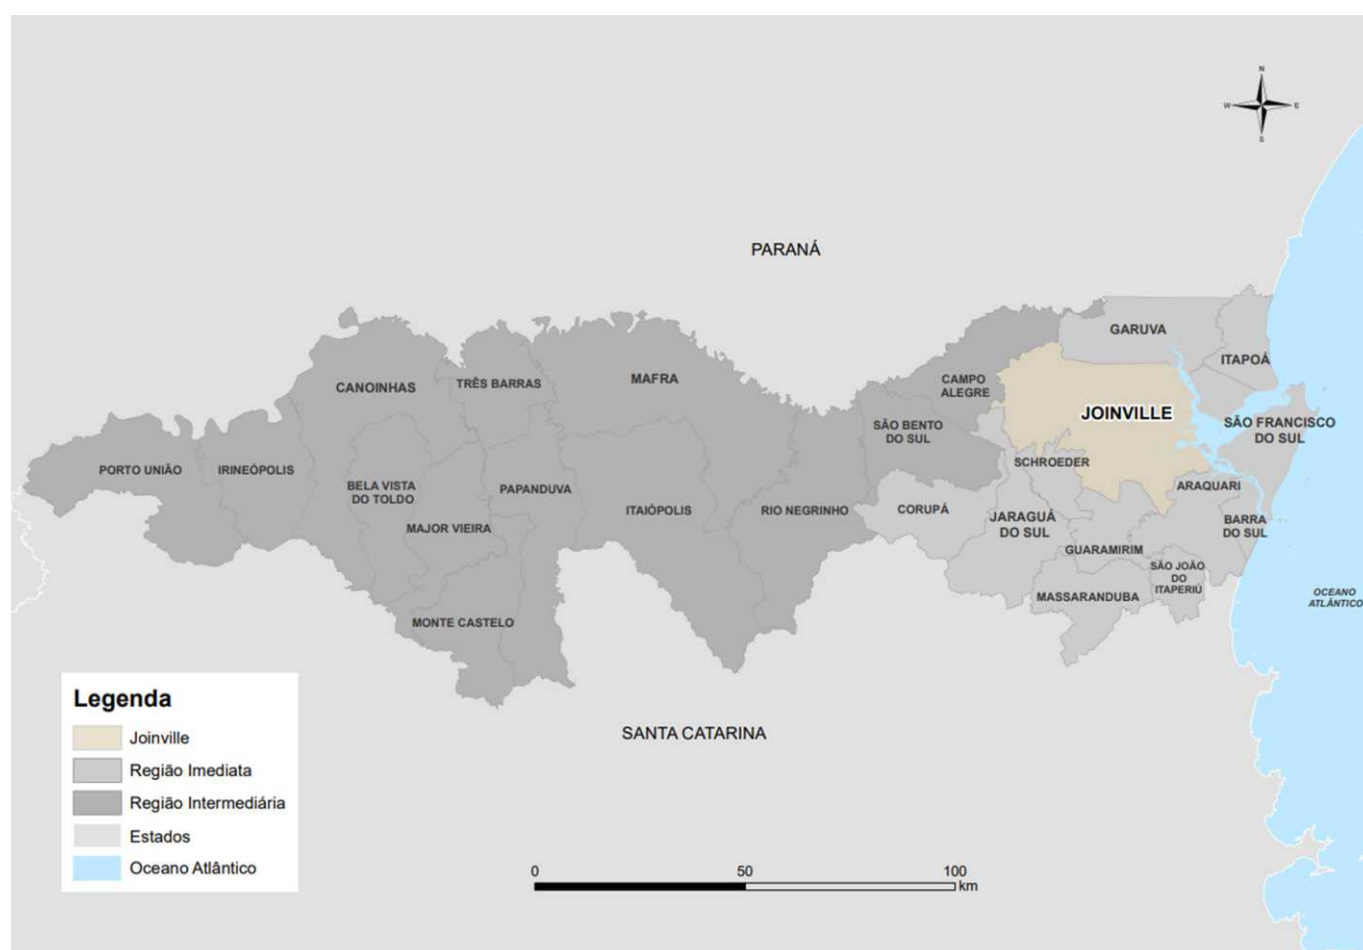 N
W
E
S
PARANÁ
GARUVA
ITAPOÁ
CANOINHAS
TRÊS BARRAS
MAFRA
CAMPO
ALEGRE
JOINVILLE
SÃO FRANCISCO
DO SUL
SÃO BENTO
DO SUL
PORTO UNIÃO
IRINEÓPOLIS
SCHROEDER
BELA VISTA
DO TOLDO
PAPANDUVA
ARAQUARI
ITAIÓPOLIS
RIO NEGRINHO
CORUPÁ
JARAGUÁ
DO SUL
MAJOR VIEIRA
BARRA
DO SUL
GUARAMIRIM
SÃO JOÃO
DO
ITAPERIÚ
MASSARANDUBA
OCEANO
ATLÂNTICO
MONTE CASTELO
SANTA CATARINA
Legenda
Joinville
Região Imediata
Região Intermediária
Estados
Oceano Atlântico
0 50 100
km